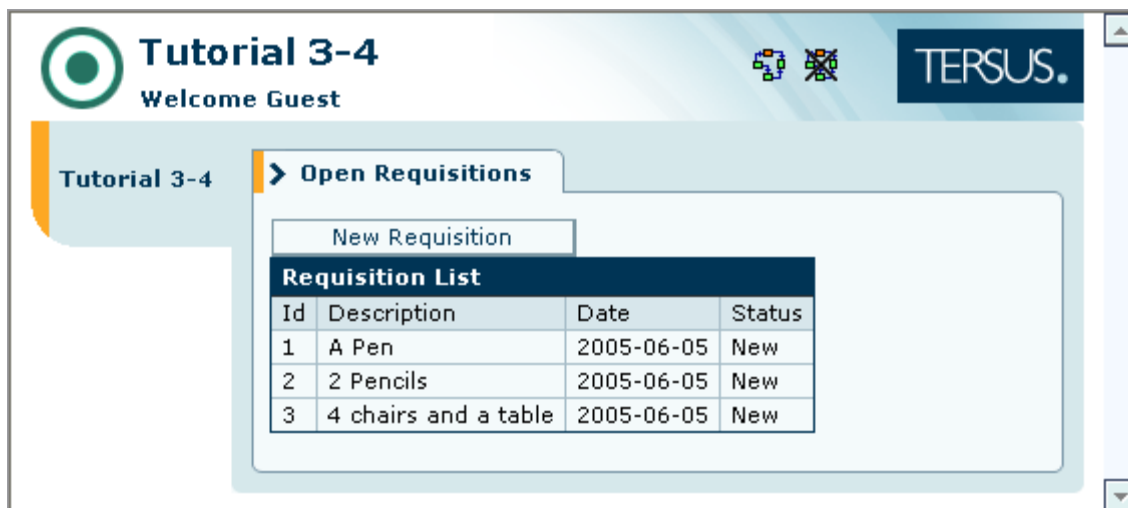 Tutorial 3-4
Welcome Guest
TERSUS.
Tutorial 3-4
Open Requisitions
New Requisition
Requisition List
Id Description Date Status
1 A Pen 2005-06-05 New
2 2 Pencils 2005-06-05 New
3 4 chairs and a table 2005-06-05 New